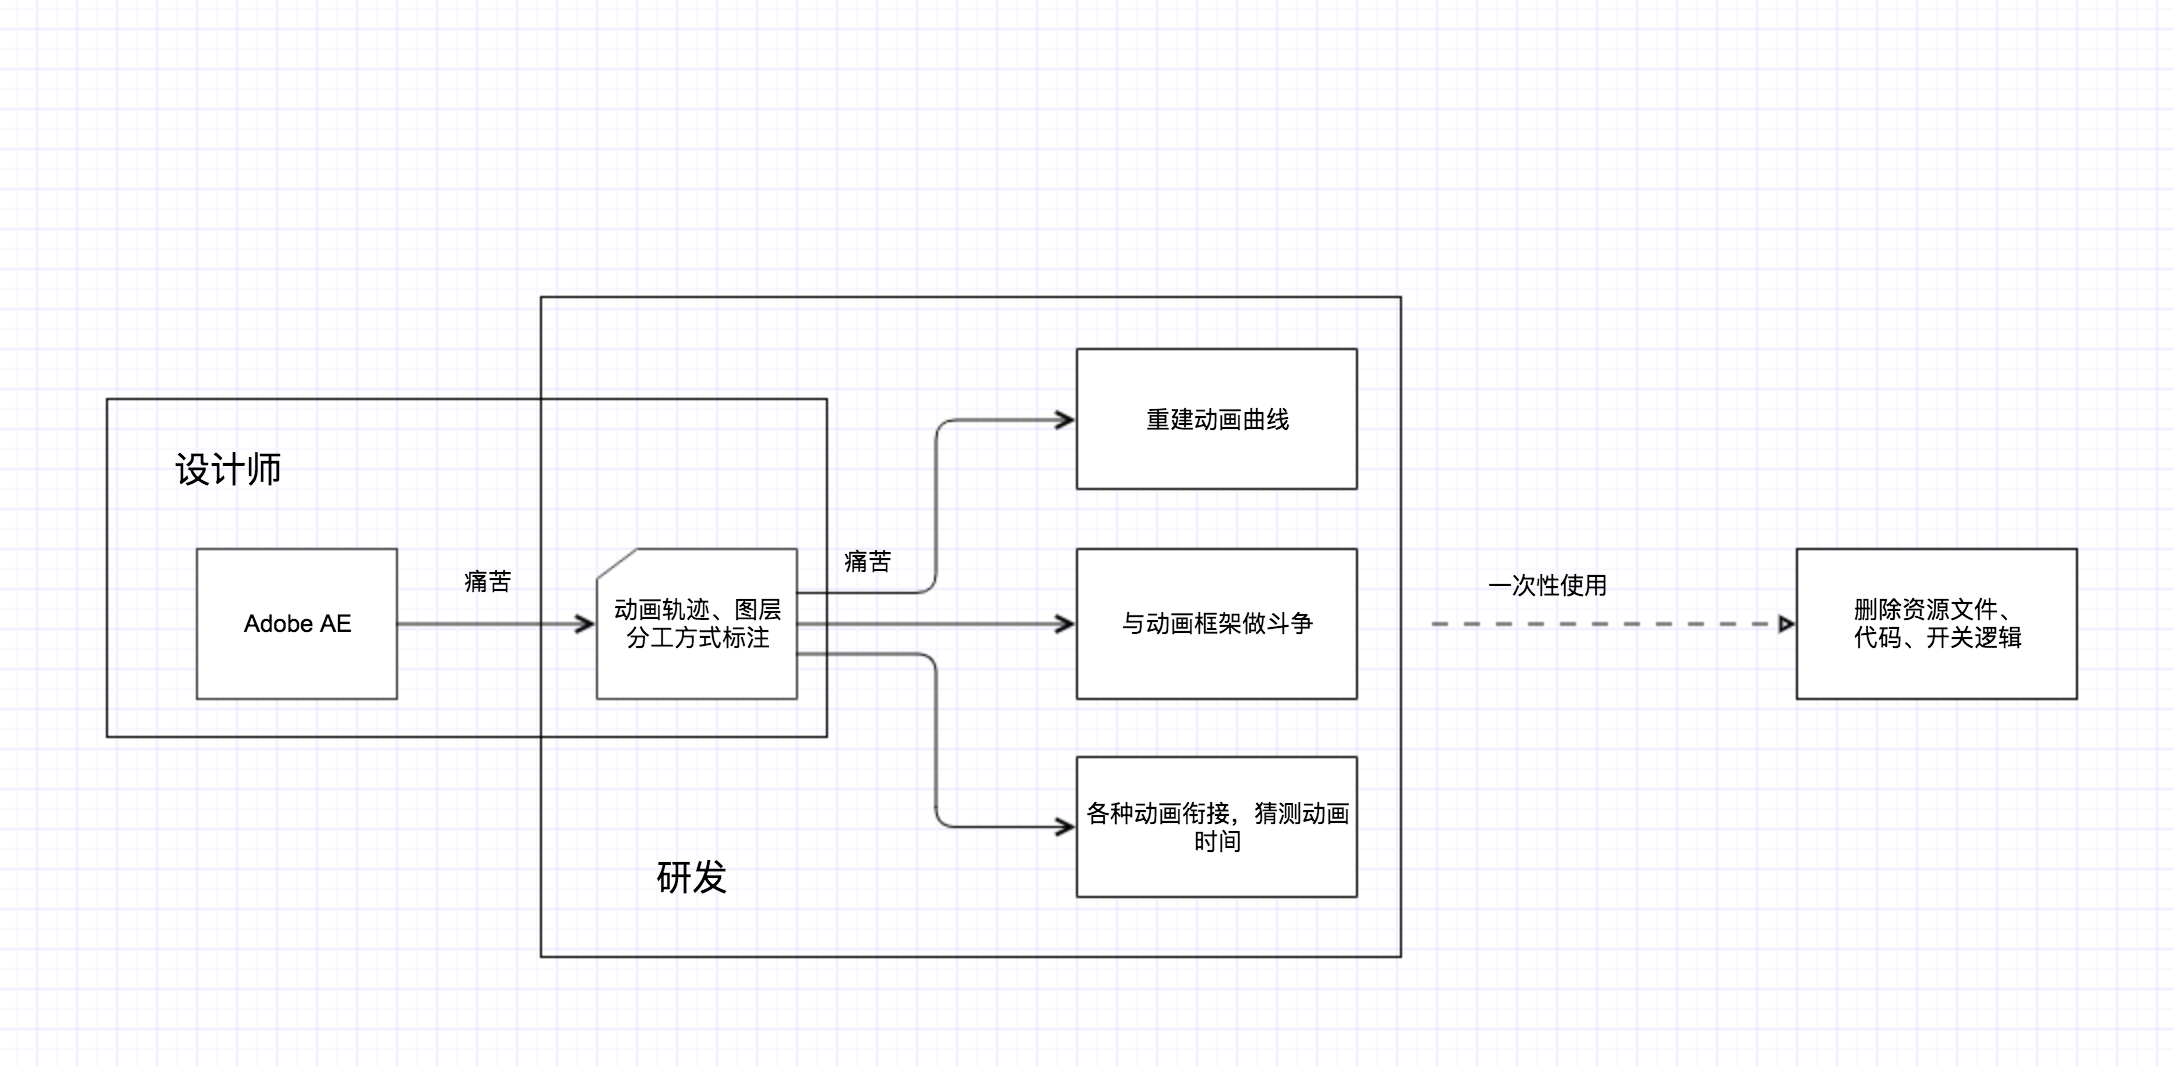 设计师
Adobe AE
痛苦
动画轨迹、图层
分工方式标注
痛苦
重建动画曲线
与动画框架做斗争
各种动画衔接，猜测动画
时间
研发
一次性使用
删除资源文件、
代码、开关逻辑